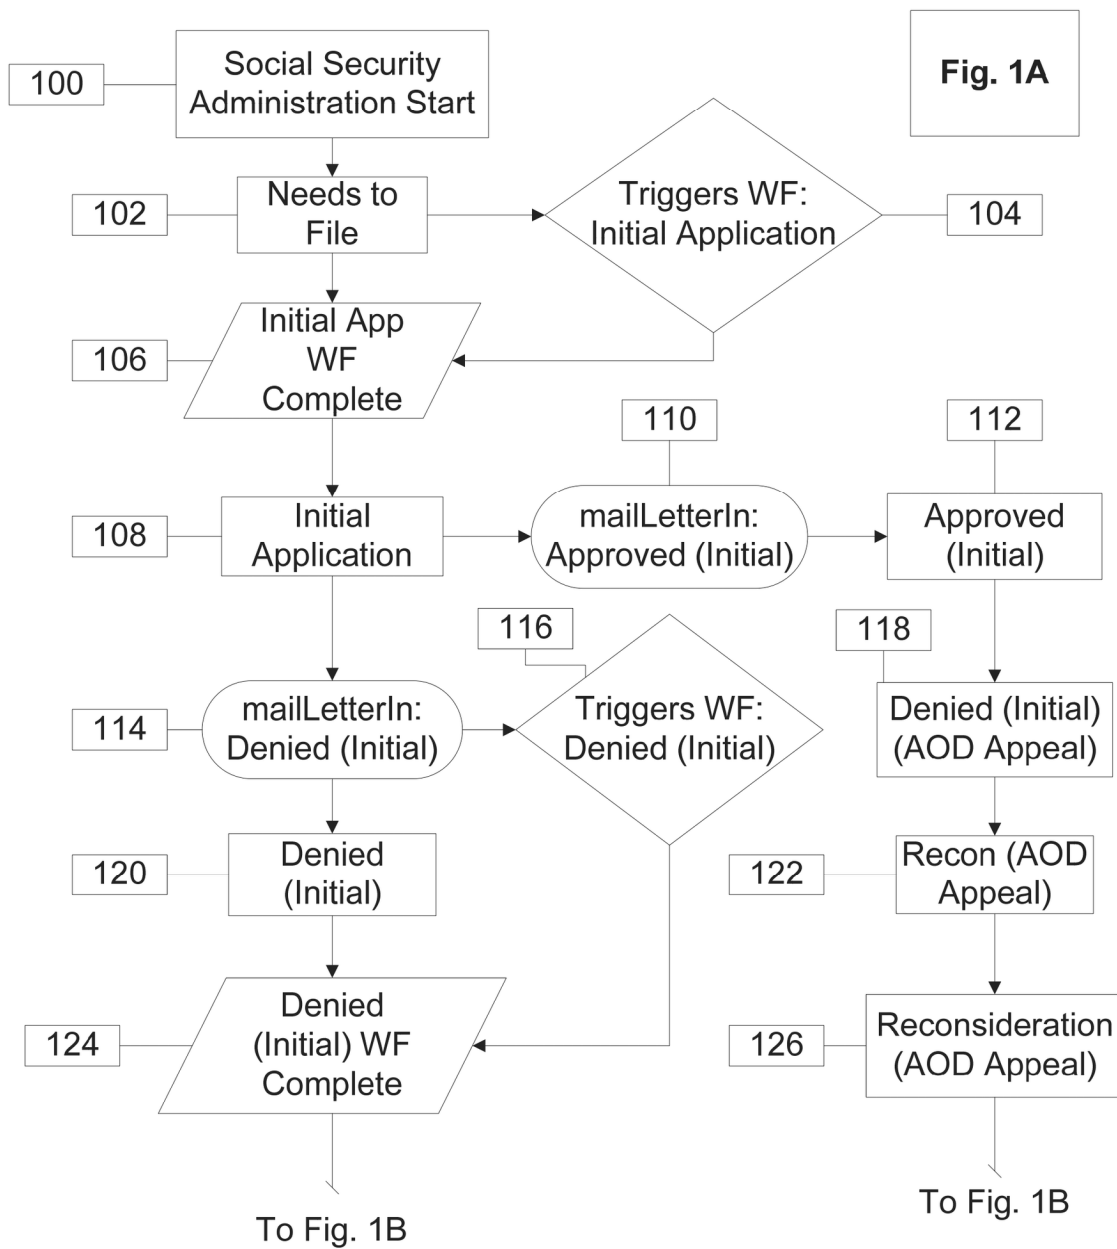 Fig. 1A
100
Social Security
Administration Start
102
Needs to
File
Triggers WF:
Initial Application
104
106
Initial App
WF
Complete
110
112
108
Initial
Application
mailLetterIn:
Approved (Initial)
Approved
(Initial)
116
118
114
mailLetterIn:
Denied (Initial)
Triggers WF:
Denied (Initial)
Denied (Initial)
(AOD Appeal)
120
Denied
(Initial)
122
Recon (AOD
Appeal)
124
Denied
(Initial) WF
Complete
126
Reconsideration
(AOD Appeal)
To Fig. 1B
To Fig. 1B